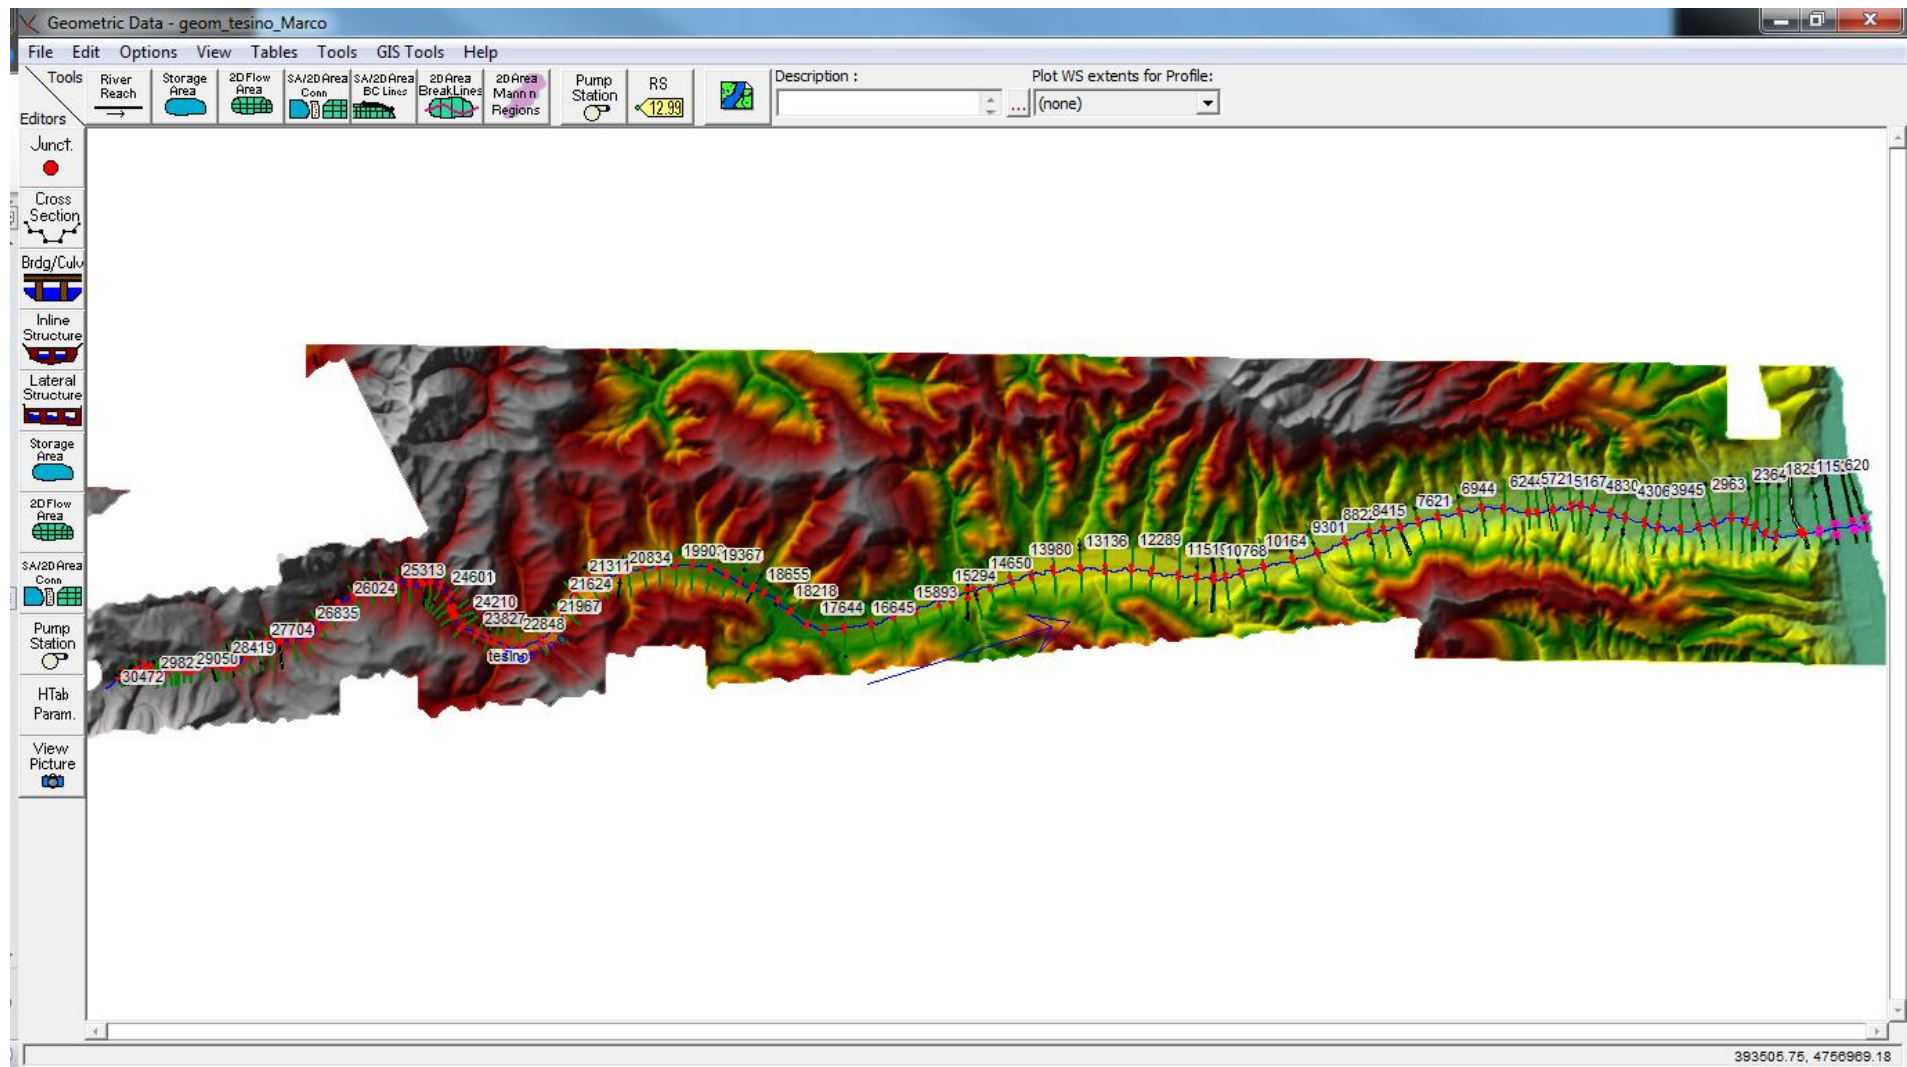 Geometric Data - geom_tesino_Marco
File Edit Options View Tables Tools GIS Tools Help
Tools
Editors
River
Reach
Storage
Area
2D Flow
Area
SA/2D Area
Conn
SA/2D Area
BC Lines
2D Area
BreakLines
2D Area
Mann n
Regions
Pump
Station
RS
12.99
Description :
...
Plot WS extents for Profile:
(none)
Junct.
Cross
Section
Brdg/Culv
Inline
Structure
Lateral
Structure
Storage
Area
2D Flow
Area
SA/2D Area
Conn
Pump
Station
HTab
Param.
View
Picture
30472
29050
28419
27704
26835
26024
25313
24601
24210
23827
22848
tesino
21967
21624
21311
20834
19367
18655
18218
17644
16645
15893
15294
14650
13980
13136
12289
10768
10164
9301
8415
7621
6944
5721
5167
4830
4306
3945
2963
2364
620
393505.75, 4756969.18